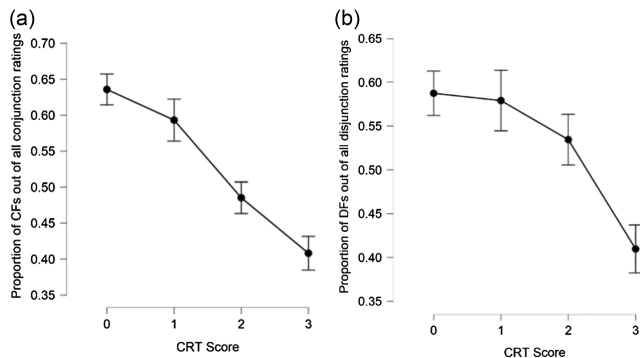 (a)
Proportion of CFs out of all conjunction ratings
0.70
0.65
0.60
0.55
0.50
0.45
0.40
0.35
0 1 2 3
CRT Score
(b)
Proportion of DFs out of all disjunction ratings
0.65
0.60
0.55
0.50
0.45
0.40
0.35
0 1 2 3
CRT Score